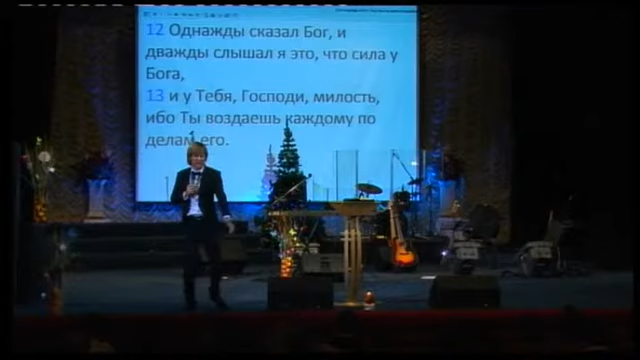 12 Однажды сказал Бог, и
дважды слышал я это, что сила у
Бога,
13 и у Тебя, Господи, милость,
ибо Ты воздаешь каждому по
делам его.